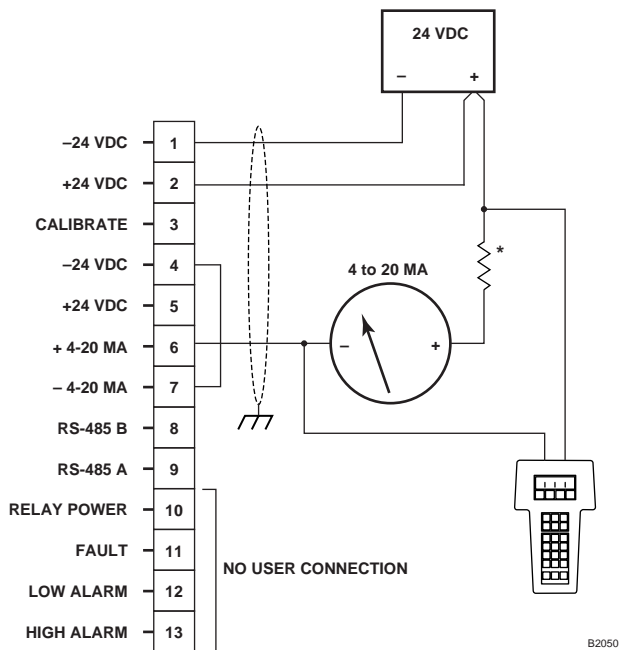 24 VDC
– +
–24 VDC 1
+24 VDC 2
CALIBRATE 3
–24 VDC 4
+24 VDC 5
+ 4-20 MA 6
– 4-20 MA 7
RS-485 B 8
RS-485 A 9
RELAY POWER 10
FAULT 11
LOW ALARM 12
HIGH ALARM 13
*
4 to 20 MA
– +
NO USER CONNECTION
B2050